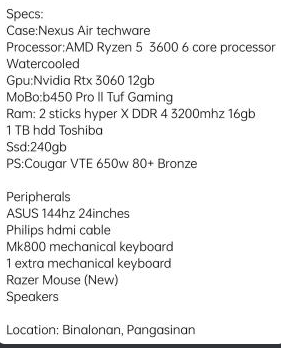 Specs:
Case:Nexus Air techware
Processor:AMD Ryzen 5  3600 6 core processor
Watercooled
Gpu:Nvidia Rtx 3060 12gb
MoBo:b450 Pro ll Tuf Gaming
Ram: 2 sticks hyper X DDR 4 3200mhz 16gb
1 TB hdd Toshiba
Ssd:240gb
PS:Cougar VTE 650w 80+ Bronze

Peripherals
ASUS 144hz 24inches
Philips hdmi cable
Mk800 mechanical keyboard
1 extra mechanical keyboard
Razer Mouse (New)
Speakers

Location: Binalonan, Pangasinan